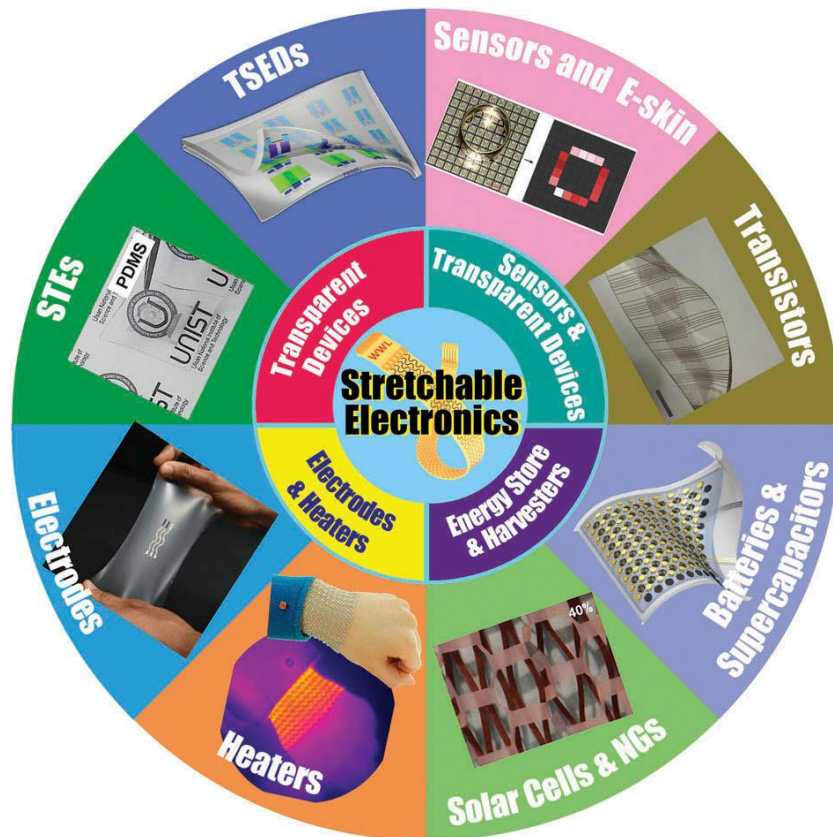 TSEDs
Sensors and E-skin
STEs
PDMS
UNIST
Transistors
Transparent
Devices
Sensors &
Transparent Devices
WWL
Stretchable
Electronics
Electrodes
& Heaters
Energy Store
& Harvesters
Electrodes
Heaters
40%
Solar Cells & NGs
Batteries &
Supercapacitors